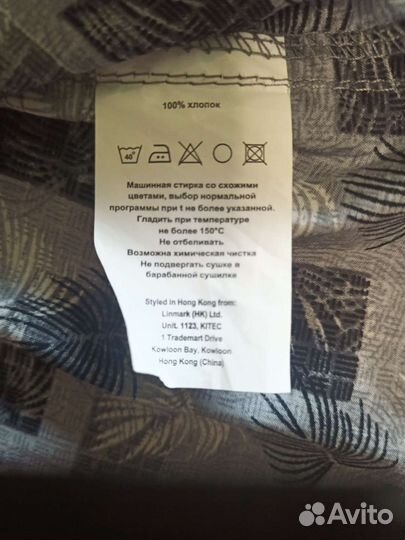 100% хлопок
40°
Машинная стирка со схожими
цветами, выбор нормальной
программы при t не более указанной.
Гладить при температуре
не более 150°C
Не отбеливать
Возможна химическая чистка
Не подвергать сушке в
барабанной сушилке
Styled in Hong Kong from:
Linmark (HK) Ltd.
Unit. 1123, KITEC
1 Trademart Drive
Kowloon Bay, Kowloon
Hong Kong (China)
Avito